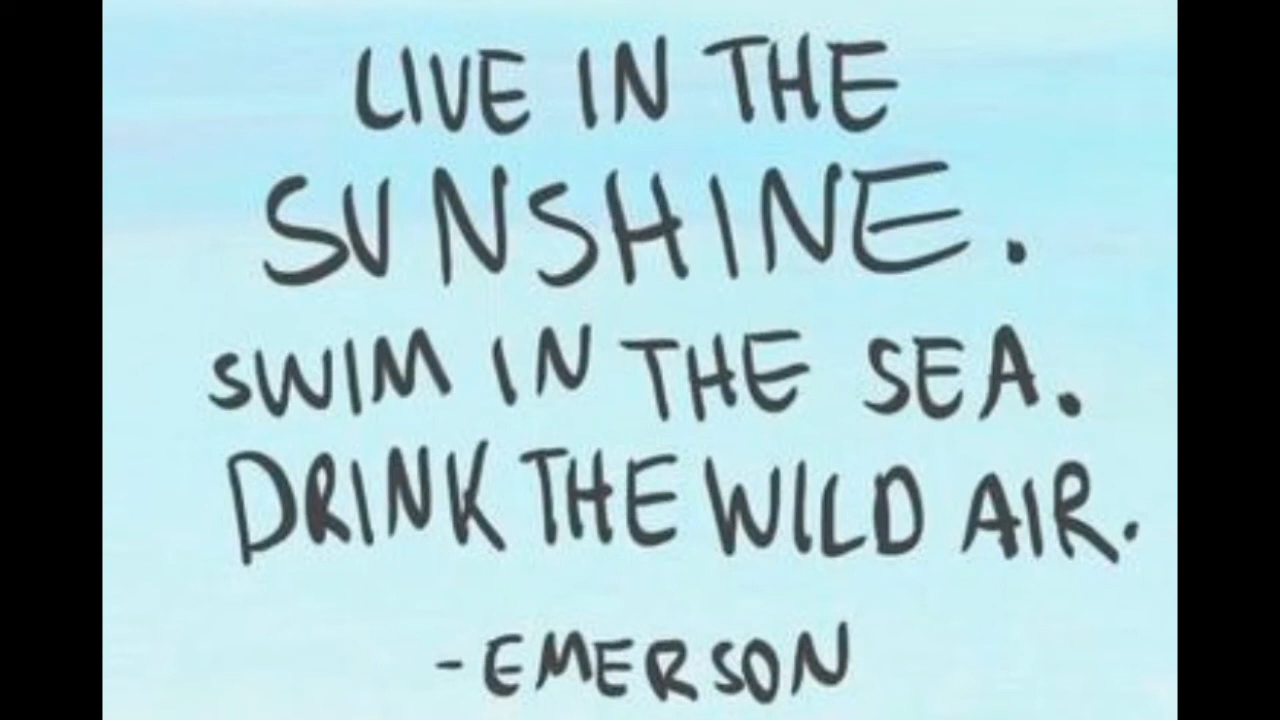 LIVE IN THE
SUNSHINE.
SWIM IN THE SEA.
DRINK THE WILD AIR.
-EMERSON